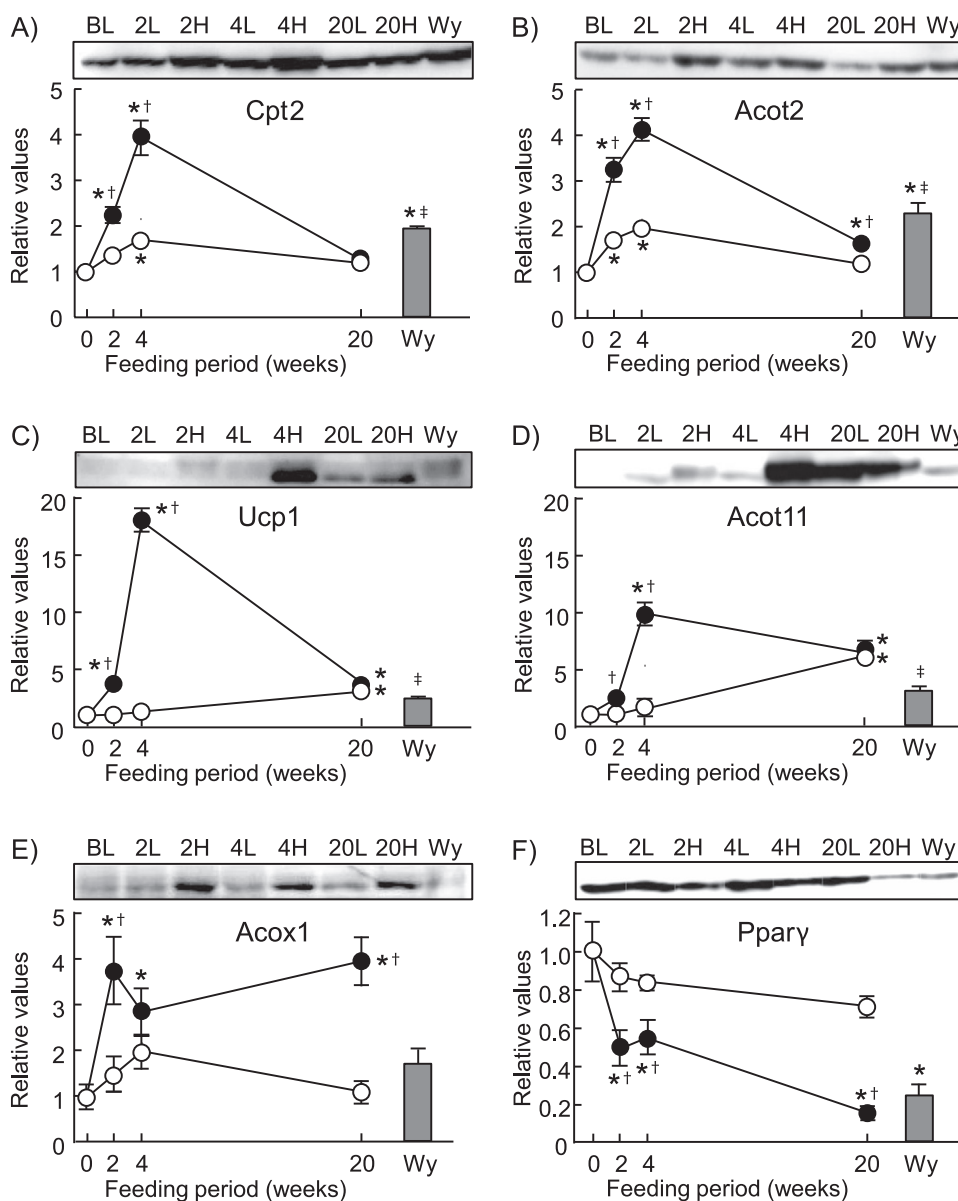 A) BL 2L 2H 4L 4H 20L 20H Wy
Cpt2
Relative values
5
4
3
2
1
0
*†
*†
*
*‡
0 2 4 20 Wy
Feeding period (weeks)
B) BL 2L 2H 4L 4H 20L 20H Wy
Acot2
Relative values
5
4
3
2
1
0
*†
*†
*†
*
*
*‡
0 2 4 20 Wy
Feeding period (weeks)
C) BL 2L 2H 4L 4H 20L 20H Wy
Ucp1
Relative values
20
15
10
5
0
*†
*†
*
*
‡
0 2 4 20 Wy
Feeding period (weeks)
D) BL 2L 2H 4L 4H 20L 20H Wy
Acot11
Relative values
20
15
10
5
0
*†
†
*
*
‡
0 2 4 20 Wy
Feeding period (weeks)
E) BL 2L 2H 4L 4H 20L 20H Wy
Acox1
Relative values
5
4
3
2
1
0
*†
*
*†
0 2 4 20 Wy
Feeding period (weeks)
F) BL 2L 2H 4L 4H 20L 20H Wy
Pparγ
Relative values
1.2
1.0
0.8
0.6
0.4
0.2
*† *†
*†
*
0 2 4 20 Wy
Feeding period (weeks)